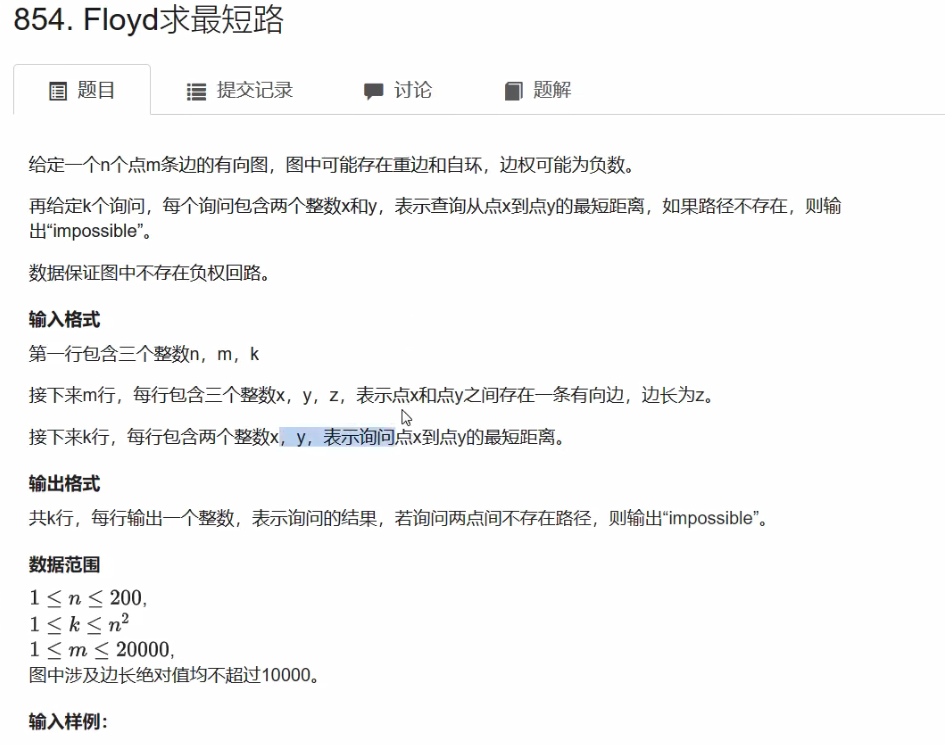 854. Floyd求最短路
题目 提交记录 讨论 题解
给定一个n个点m条边的有向图，图中可能存在重边和自环，边权可能为负数。
再给定k个询问，每个询问包含两个整数x和y，表示查询从点x到点y的最短距离，如果路径不存在，则输
出“impossible”。
数据保证图中不存在负权回路。
输入格式
第一行包含三个整数n，m，k
接下来m行，每行包含三个整数x，y，z，表示点x和点y之间存在一条有向边，边长为z。
接下来k行，每行包含两个整数x，y，表示询问点x到点y的最短距离。
输出格式
共k行，每行输出一个整数，表示询问的结果，若询问两点间不存在路径，则输出“impossible”。
数据范围
1 ≤ n ≤ 200,
1 ≤ k ≤ n²
1 ≤ m ≤ 20000,
图中涉及边长绝对值均不超过10000。
输入样例：